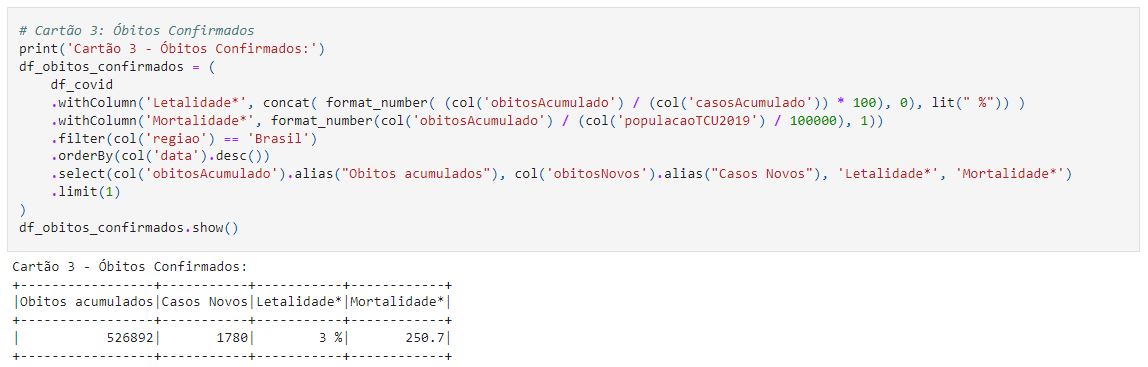 # Cartão 3: Óbitos Confirmados
print('Cartão 3 - Óbitos Confirmados:')
df_obitos_confirmados = (
    df_covid
    .withColumn('Letalidade*', concat( format_number( (col('obitosAcumulado') / (col('casosAcumulado')) * 100), 0), lit(" %")) )
    .withColumn('Mortalidade*', format_number(col('obitosAcumulado') / (col('populacaoTCU2019') / 100000), 1))
    .filter(col('regiao') == 'Brasil')
    .orderBy(col('data').desc())
    .select(col('obitosAcumulado').alias("Obitos acumulados"), col('obitosNovos').alias("Casos Novos"), 'Letalidade*', 'Mortalidade*')
    .limit(1)
)
df_obitos_confirmados.show()
Cartão 3 - Óbitos Confirmados:
+-----------------+-----------+-----------+------------+
|Obitos acumulados|Casos Novos|Letalidade*|Mortalidade*|
+-----------------+-----------+-----------+------------+
|           526892|       1780|        3 %|       250.7|
+-----------------+-----------+-----------+------------+